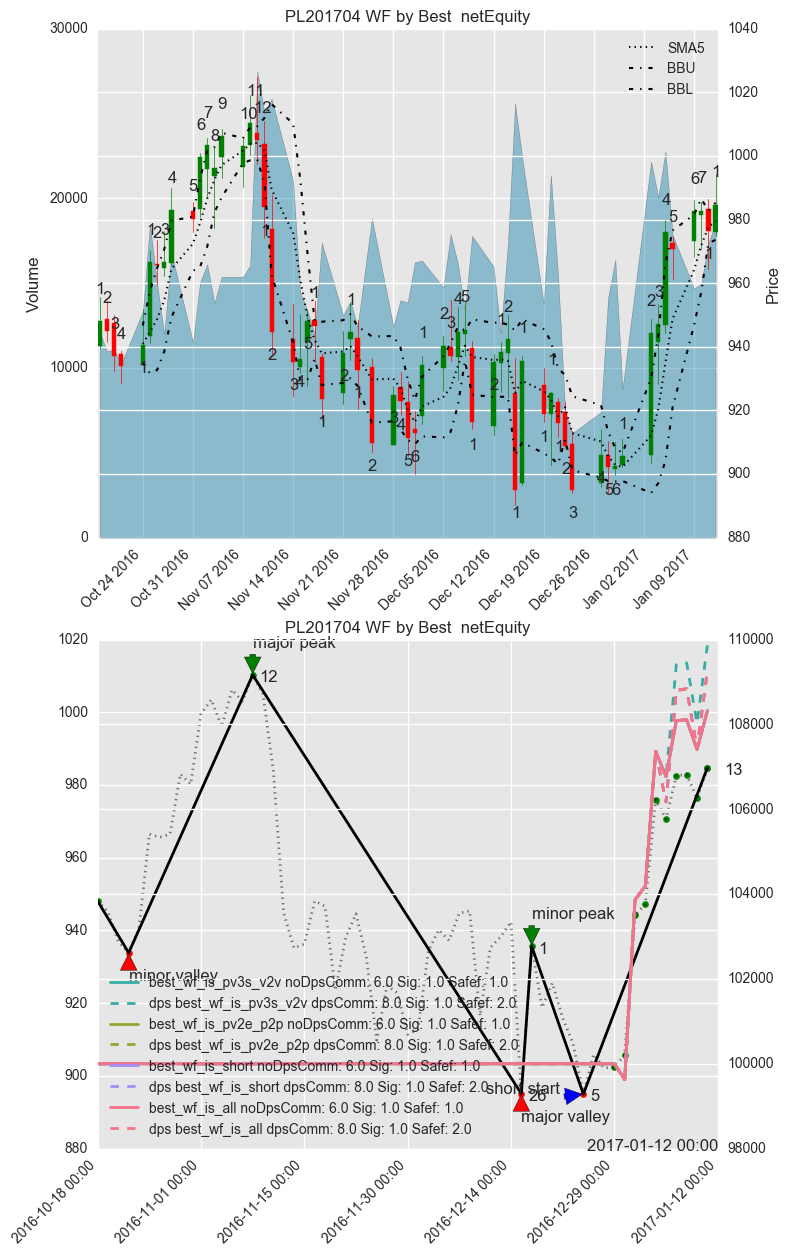 PL201704 WF by Best netEquity
30000
20000
10000
0
Volume
1040
1020
1000
980
960
940
920
900
880
Price
SMA5
BBU
BBL
Oct 24 2016
Oct 31 2016
Nov 07 2016
Nov 14 2016
Nov 21 2016
Nov 28 2016
Dec 05 2016
Dec 12 2016
Dec 19 2016
Dec 26 2016
Jan 02 2017
Jan 09 2017
PL201704 WF by Best netEquity
1020
1000
980
960
940
920
900
880
110000
108000
106000
104000
102000
100000
98000
major peak
12
13
minor peak
1
minor valley
best_wf_is_pv3s_v2v noDpsComm: 6.0 Sig: 1.0 Safef: 1.0
dps best_wf_is_pv3s_v2v dpsComm: 8.0 Sig: 1.0 Safef: 2.0
best_wf_is_pv2e_p2p noDpsComm: 6.0 Sig: 1.0 Safef: 1.0
dps best_wf_is_pv2e_p2p dpsComm: 8.0 Sig: 1.0 Safef: 2.0
best_wf_is_short noDpsComm: 6.0 Sig: 1.0 Safef: 1.0
dps best_wf_is_short dpsComm: 8.0 Sig: 1.0 Safef: 2.0
best_wf_is_all noDpsComm: 6.0 Sig: 1.0 Safef: 1.0
dps best_wf_is_all dpsComm: 8.0 Sig: 1.0 Safef: 2.0
short start
26
5
major valley
2017-01-12 00:00
2016-10-18 00:00
2016-11-01 00:00
2016-11-15 00:00
2016-11-30 00:00
2016-12-14 00:00
2016-12-29 00:00
2017-01-12 00:00